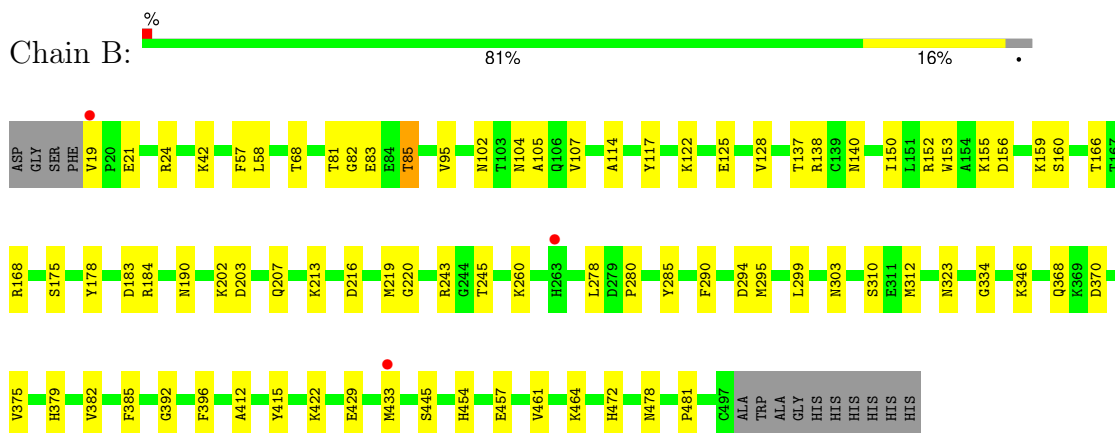 %
Chain B:
81% 16% •
ASP GLY SER PHE V19 P20 E21 R24 K42 F57 L58 T68 T81 G82 E83 E84 T85 V95 N102 T103 N104 A105 Q106 V107 A114 Y117 K122 E125 V128 T137 R138 C139 N140 I150 L151 R152 W153 A154 K155 D156 K159 S160 T166 T167
R168 S175 Y178 D183 R184 N190 K202 D203 Q207 K213 D216 M219 G220 R243 G244 T245 K260 H263 L278 D279 P280 Y285 F290 D294 M295 L299 N303 S310 E311 M312 N323 G334 K346 Q368 K369 D370
V375 H379 V382 F385 G392 F396 A412 Y415 K422 E429 M433 S445 H454 E457 V461 K464 H472 N478 P481 C497 ALA TRP ALA GLY HIS HIS HIS HIS HIS HIS